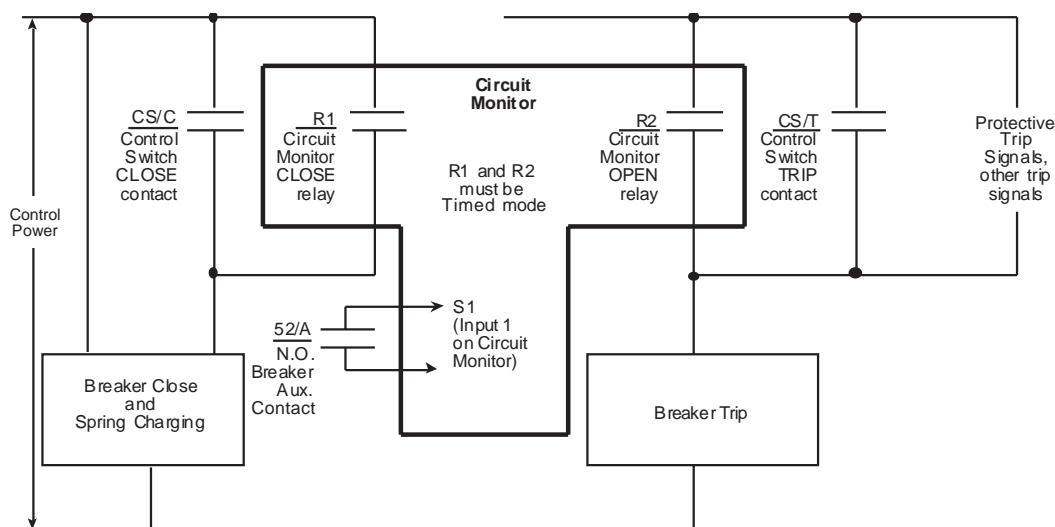 Control
Power
CS/C
Control
Switch
CLOSE
contact
R1
Circuit
Monitor
CLOSE
relay
Circuit
Monitor
R1 and R2
must be
Timed mode
R2
Circuit
Monitor
OPEN
relay
CS/T
Control
Switch
TRIP
contact
Protective
Trip
Signals,
other trip
signals
52/A
N.O.
Breaker
Aux.
Contact
S1
(Input 1
on Circuit
Monitor)
Breaker Close
and
Spring Charging
Breaker Trip